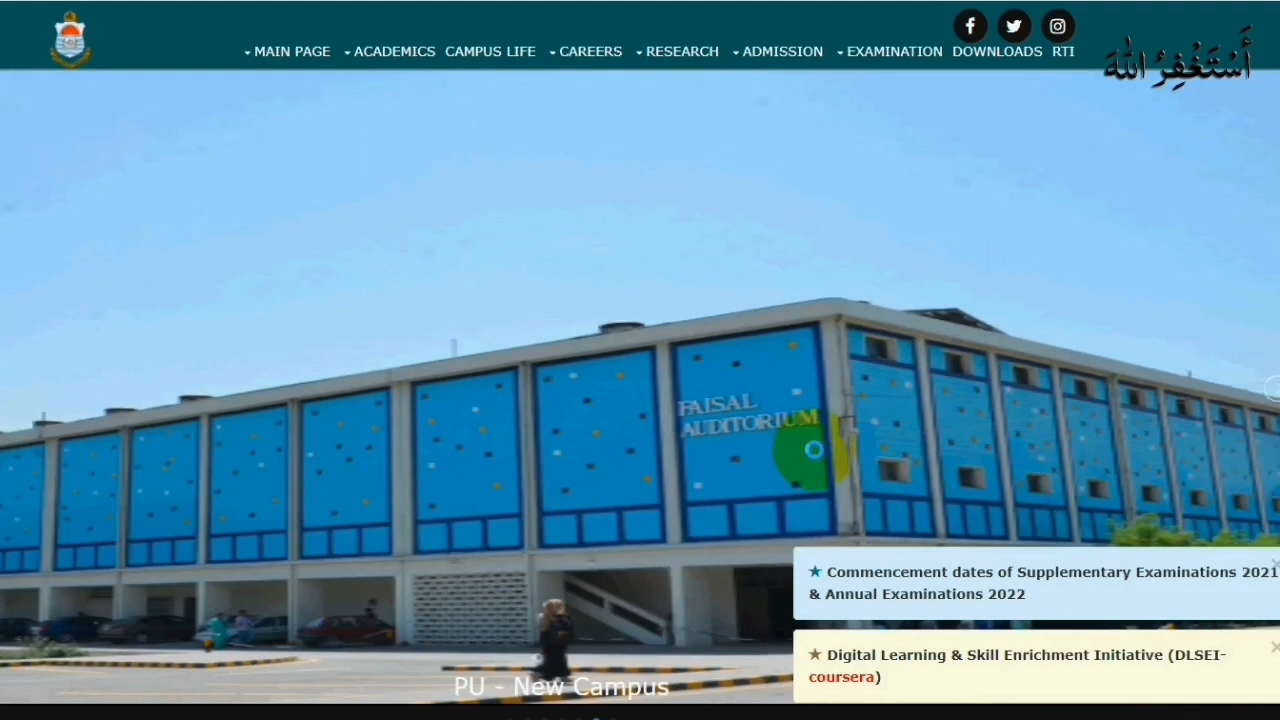 MAIN PAGE ACADEMICS CAMPUS LIFE CAREERS RESEARCH ADMISSION EXAMINATION DOWNLOADS RTI
أَسْتَغْفِرُ اللهَ
FAISAL
AUDITORIUM
★ Commencement dates of Supplementary Examinations 2021
& Annual Examinations 2022
★ Digital Learning & Skill Enrichment Initiative (DLSEI-
coursera)
PU - New Campus